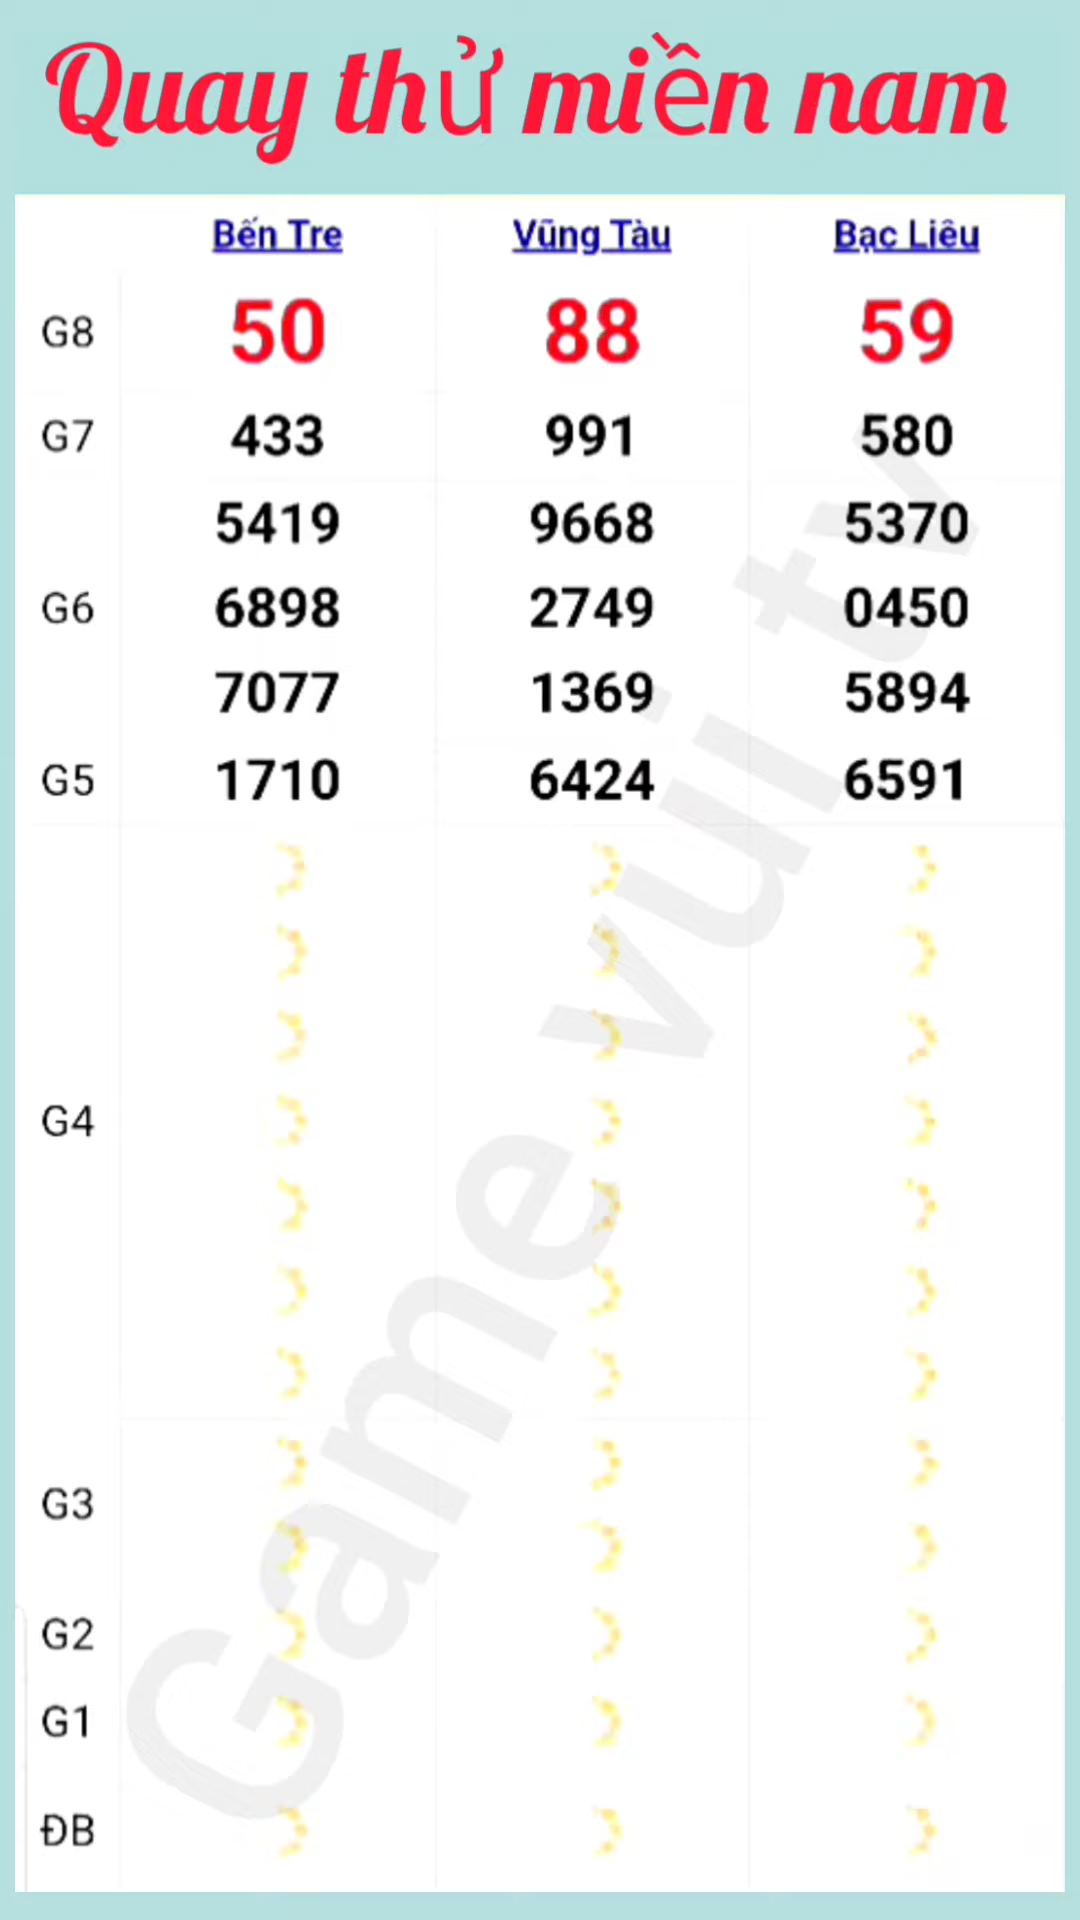 Quay thử miền nam
Bến Tre Vũng Tàu Bạc Liêu
G8 50 88 59
G7 433 991 580
5419 9668 5370
G6 6898 2749 0450
7077 1369 5894
G5 1710 6424 6591
G4
G3
G2
G1
ĐB
Game vui tv